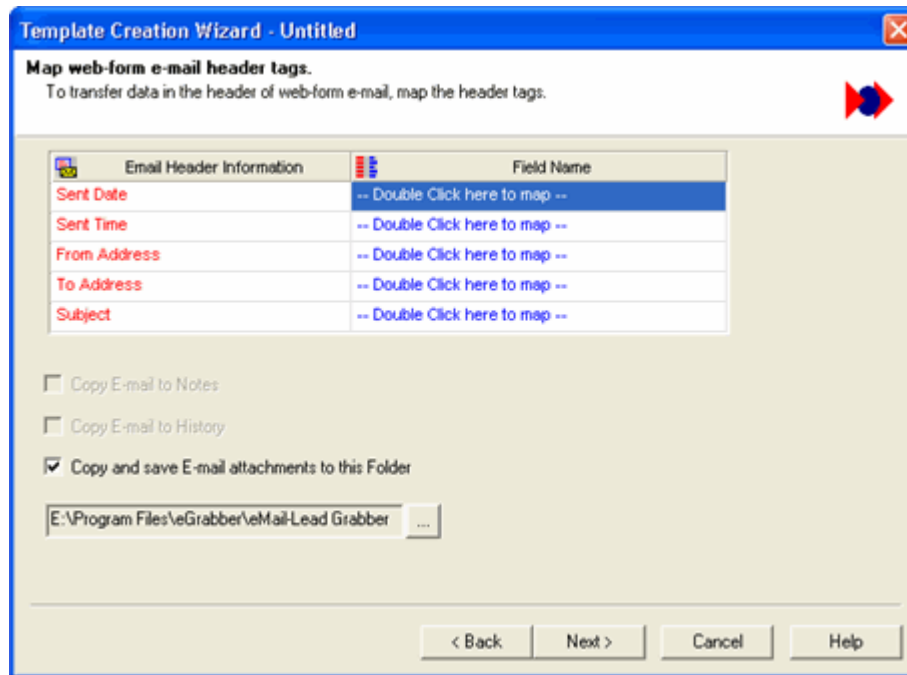 Template Creation Wizard - Untitled
Map web-form e-mail header tags.
To transfer data in the header of web-form e-mail, map the header tags.
Email Header Information Field Name
Sent Date -- Double Click here to map --
Sent Time -- Double Click here to map --
From Address -- Double Click here to map --
To Address -- Double Click here to map --
Subject -- Double Click here to map --
Copy E-mail to Notes
Copy E-mail to History
Copy and save E-mail attachments to this Folder
E:\Program Files\eGrabber\eMail-Lead Grabber ...
< Back Next > Cancel Help